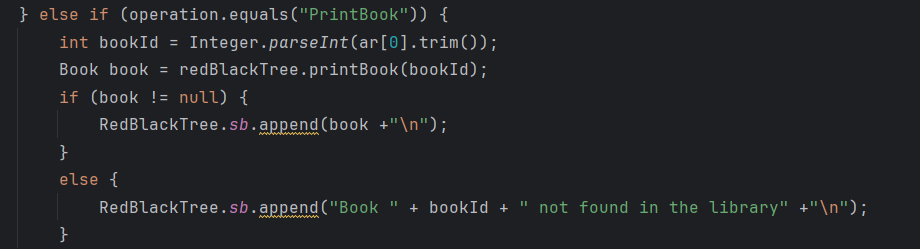 } else if (operation.equals("PrintBook")) {
    int bookId = Integer.parseInt(ar[0].trim());
    Book book = redBlackTree.printBook(bookId);
    if (book != null) {
        RedBlackTree.sb.append(book +"\n");
    }
    else {
        RedBlackTree.sb.append("Book " + bookId + " not found in the library" +"\n");
    }